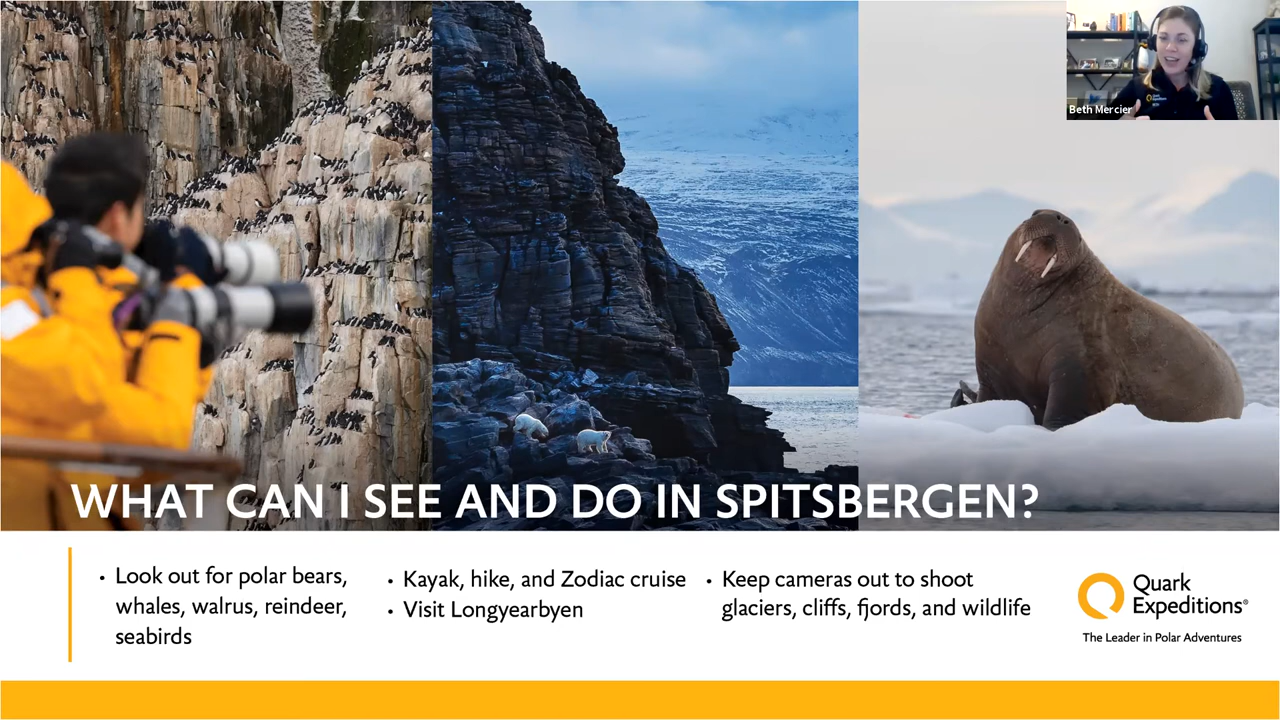 Beth Mercier
WHAT CAN I SEE AND DO IN SPITSBERGEN?
• Look out for polar bears,
whales, walrus, reindeer,
seabirds
• Kayak, hike, and Zodiac cruise
• Visit Longyearbyen
• Keep cameras out to shoot
glaciers, cliffs, fjords, and wildlife
Quark
Expeditions®
The Leader in Polar Adventures